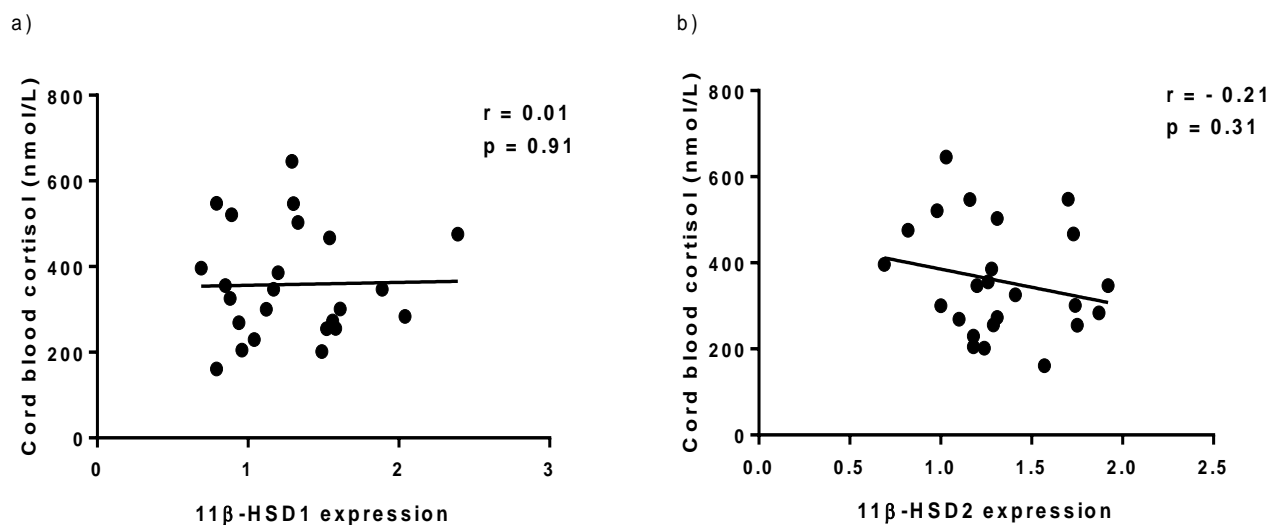 a)
Cord blood cortisol (nmol/L)
800
600
400
200
0
0
1
2
3
r = 0.01
p = 0.91
11β-HSD1 expression
b)
Cord blood cortisol (nmol/L)
800
600
400
200
0
0.0
0.5
1.0
1.5
2.0
2.5
r = - 0.21
p = 0.31
11β-HSD2 expression